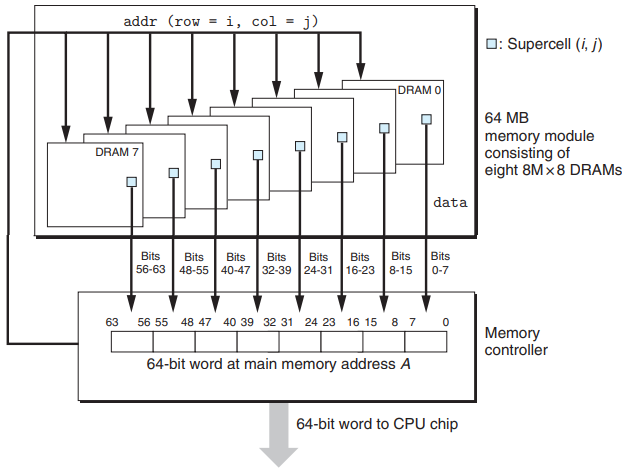 addr (row = i, col = j)
: Supercell (i, j)
DRAM 0
DRAM 7
64 MB
memory module
consisting of
eight 8M×8 DRAMs
data
Bits
56-63
Bits
48-55
Bits
40-47
Bits
32-39
Bits
24-31
Bits
16-23
Bits
8-15
Bits
0-7
63 56 55 48 47 40 39 32 31 24 23 16 15 8 7 0
64-bit word at main memory address A
Memory
controller
64-bit word to CPU chip